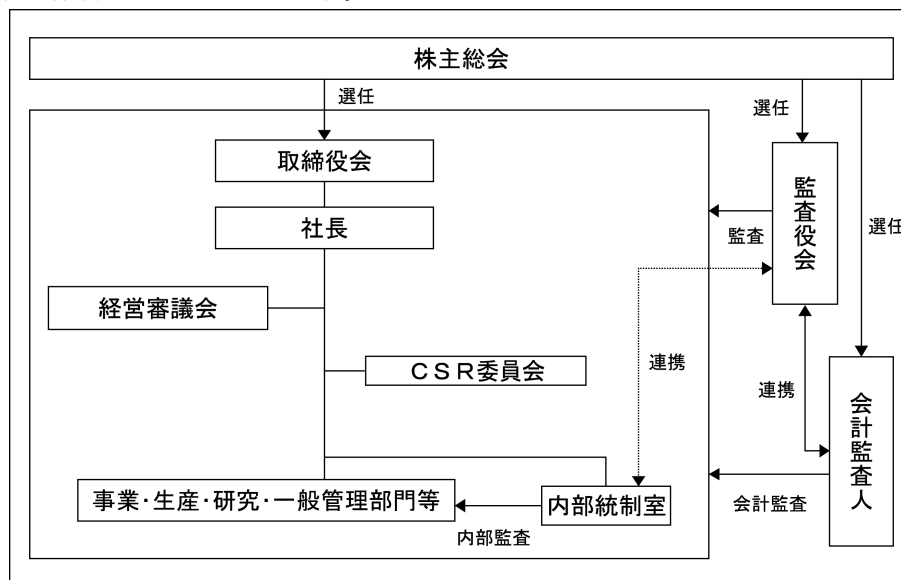 株主総会
選任
選任
選任
取締役会
監査役会
社長
監査
経営審議会
連携
CSR委員会
連携
会計監査人
事業・生産・研究・一般管理部門等
内部統制室
会計監査
内部監査